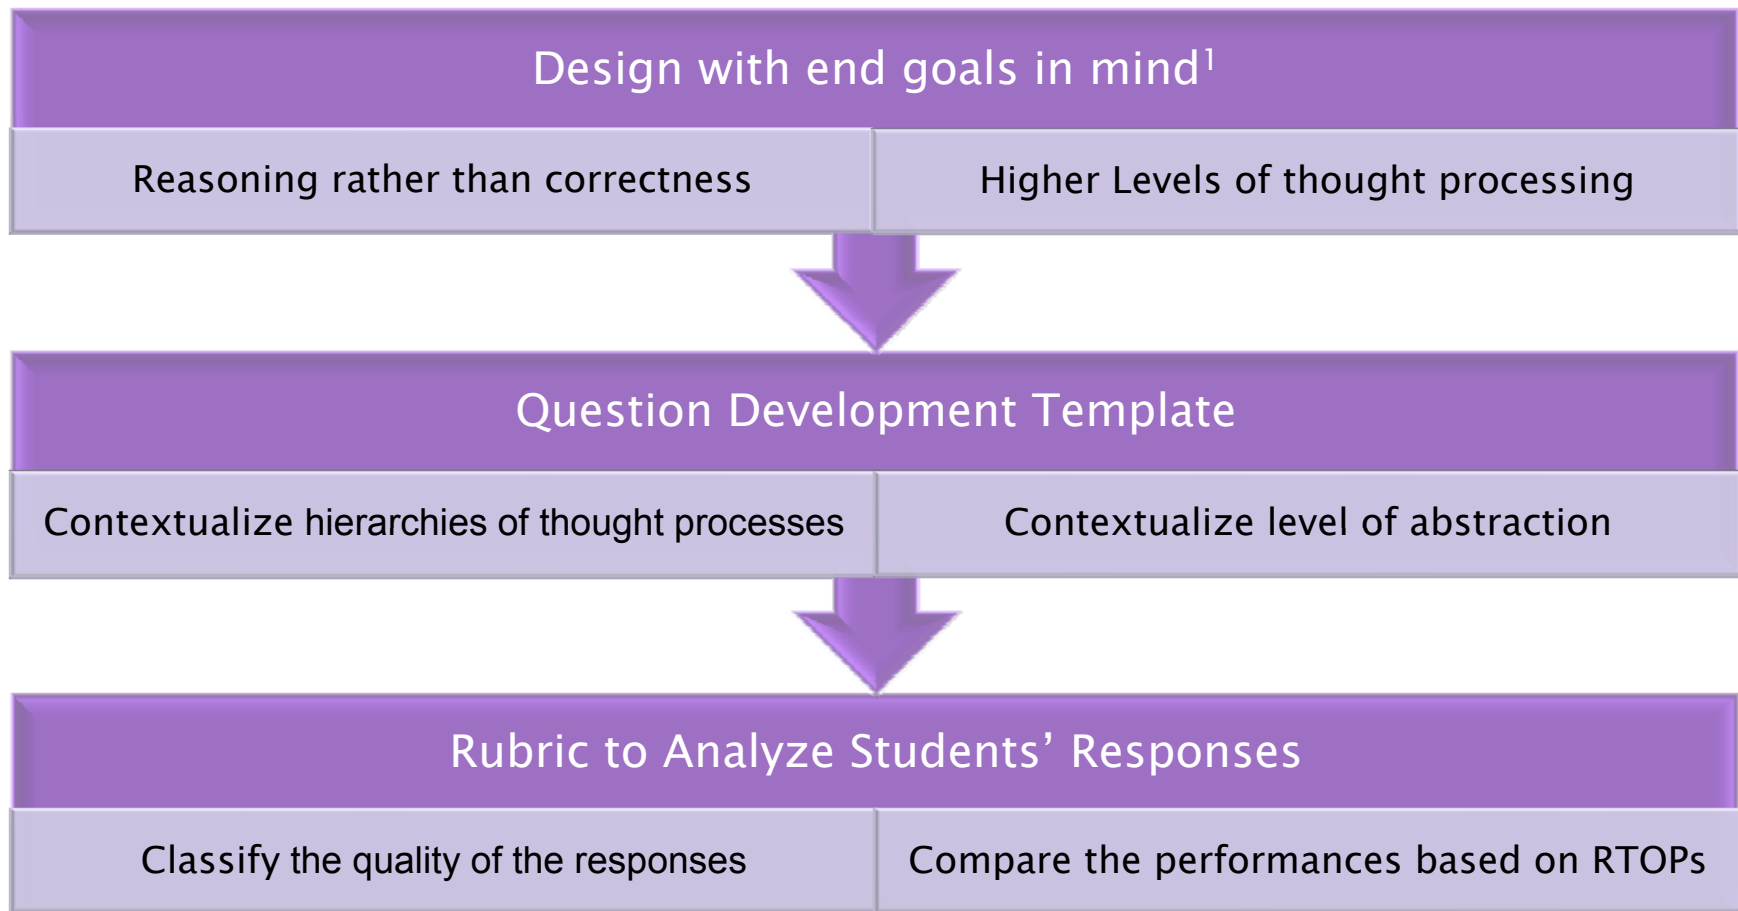 Design with end goals in mind¹
Reasoning rather than correctness
Higher Levels of thought processing
Question Development Template
Contextualize hierarchies of thought processes
Contextualize level of abstraction
Rubric to Analyze Students’ Responses
Classify the quality of the responses
Compare the performances based on RTOPs